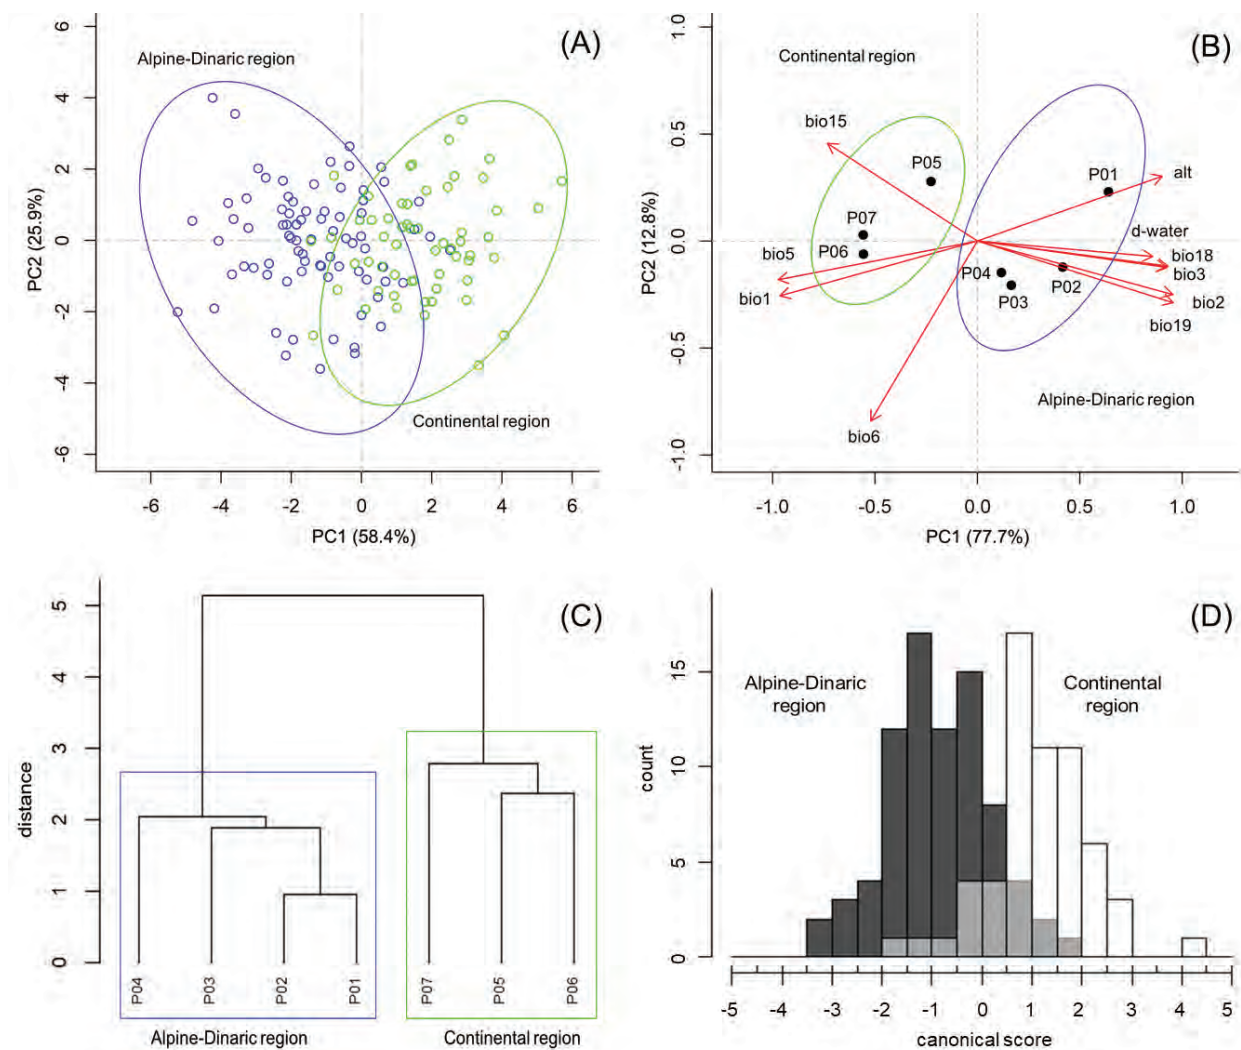 (A)
Alpine-Dinaric region
Continental region
PC2 (25.9%)
6
4
2
0
-2
-4
-6
-6 -4 -2 0 2 4 6
PC1 (58.4%)
(B)
Continental region
bio15
P05
P01
alt
P07
d-water
bio5
P06
bio18
P04
bio3
bio1
P03
P02
bio2
bio19
Alpine-Dinaric region
bio6
PC2 (12.8%)
1.0
0.5
0.0
-0.5
-1.0
-1.0 -0.5 0.0 0.5 1.0
PC1 (77.7%)
(C)
distance
5
4
3
2
1
0
P04 P03 P02 P01 P07 P05 P06
Alpine-Dinaric region
Continental region
(D)
Alpine-Dinaric
region
Continental
region
count
15
10
5
0
-5 -4 -3 -2 -1 0 1 2 3 4 5
canonical score